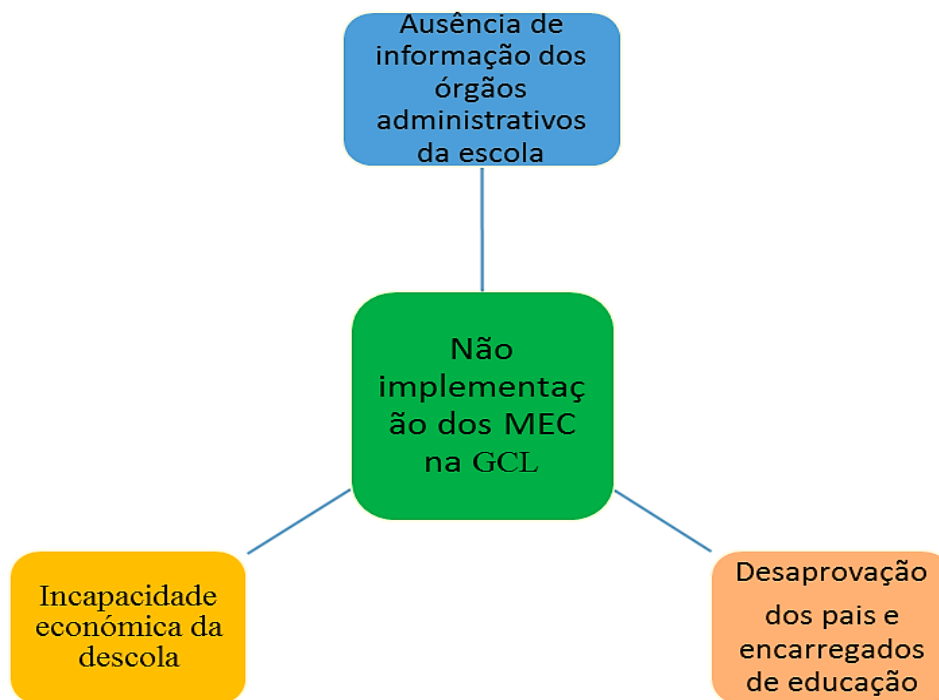 Ausência de
informação dos
órgãos
administrativos
da escola
Não
implementaç
ão dos MEC
na GCL
Incapacidade
económica da
descola
Desaprovação
dos pais e
encarregados
de educação